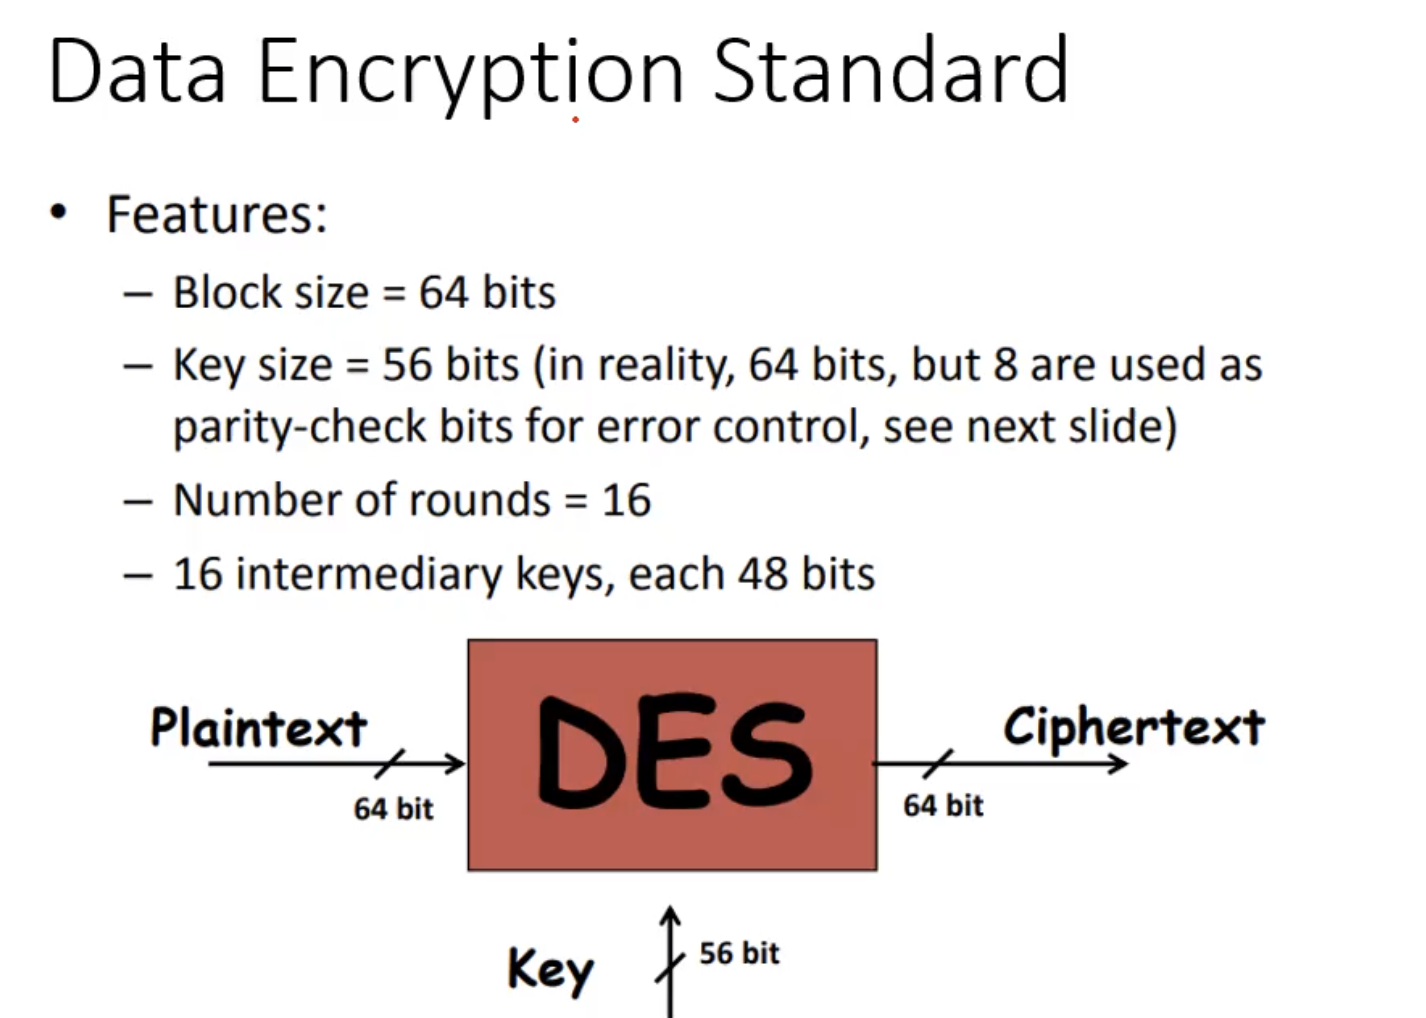 Data Encryption Standard
• Features:
– Block size = 64 bits
– Key size = 56 bits (in reality, 64 bits, but 8 are used as
parity-check bits for error control, see next slide)
– Number of rounds = 16
– 16 intermediary keys, each 48 bits
Plaintext
64 bit
DES
Ciphertext
64 bit
Key
56 bit